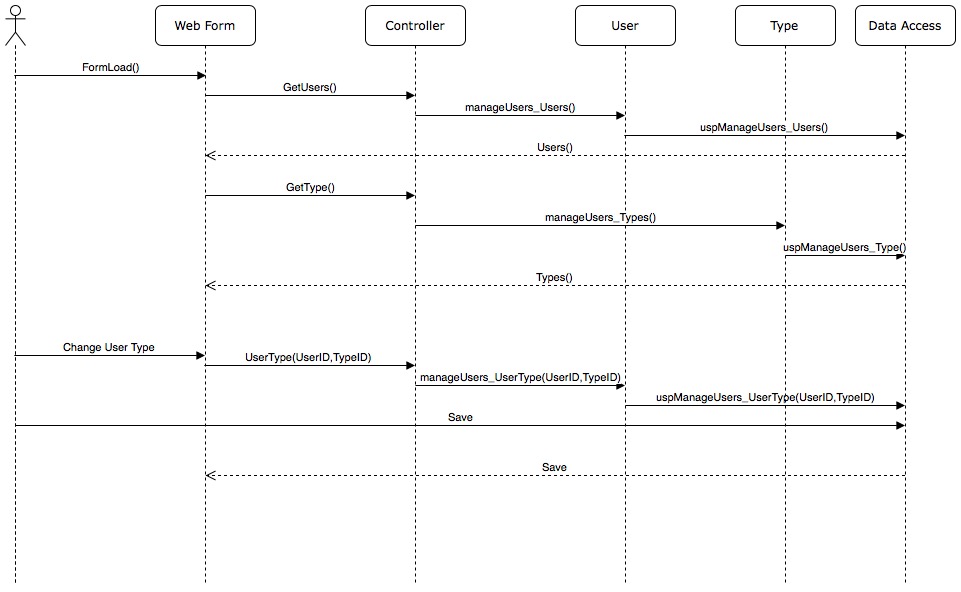 Web Form
Controller
User
Type
Data Access
FormLoad()
GetUsers()
manageUsers_Users()
uspManageUsers_Users()
Users()
GetType()
manageUsers_Types()
uspManageUsers_Type()
Types()
Change User Type
UserType(UserID,TypeID)
manageUsers_UserType(UserID,TypeID)
uspManageUsers_UserType(UserID,TypeID)
Save
Save